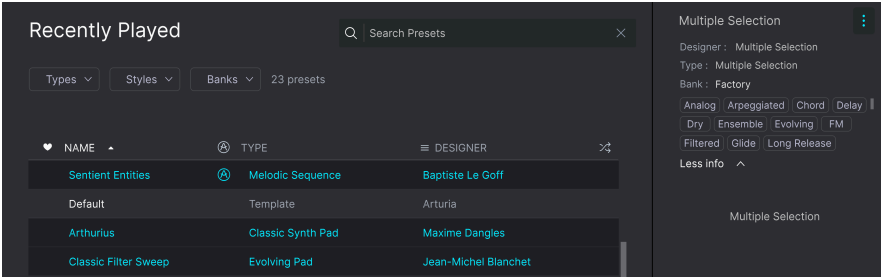 Recently Played
Search Presets
Types Styles Banks 23 presets
NAME TYPE DESIGNER
Sentient Entities Melodic Sequence Baptiste Le Goff
Default Template Arturia
Arthurius Classic Synth Pad Maxime Dangles
Classic Filter Sweep Evolving Pad Jean-Michel Blanchet
Multiple Selection
Designer : Multiple Selection
Type : Multiple Selection
Bank : Factory
Analog Arpeggiated Chord Delay
Dry Ensemble Evolving FM
Filtered Glide Long Release
Less info
Multiple Selection